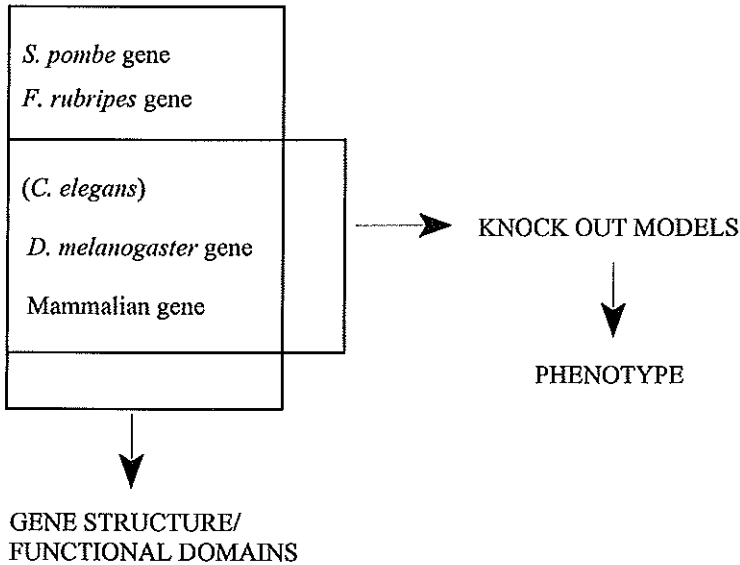 S. pombe gene
F. rubripes gene
(C. elegans)
D. melanogaster gene
Mammalian gene
KNOCK OUT MODELS
PHENOTYPE
GENE STRUCTURE/
FUNCTIONAL DOMAINS